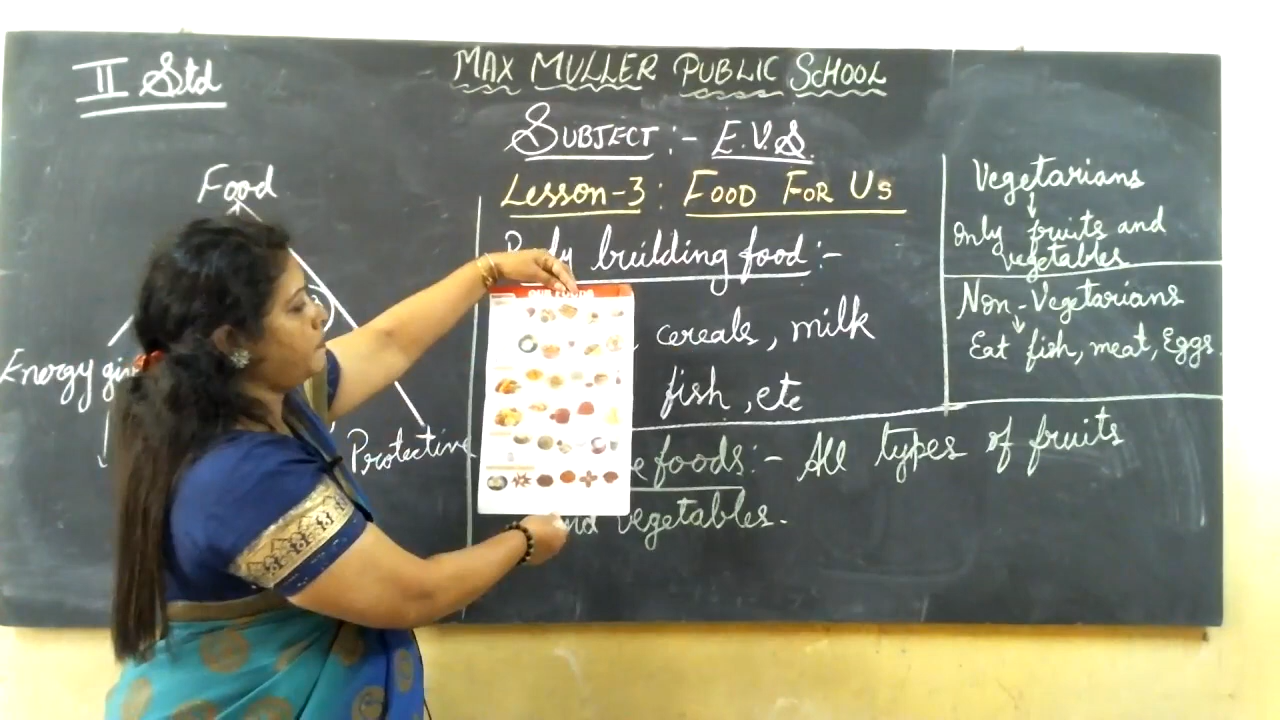 II Std
MAX MULLER PUBLIC SCHOOL
SUBJECT :- E.V.S.
Lesson-3 : FOOD FOR US
Food
Energy
Protective
building food :-
cereals, milk
fish, etc
foods :- All types of fruits
vegetables.
Vegetarians
only fruits and
vegetables
Non-Vegetarians
Eat fish, meat, Eggs.